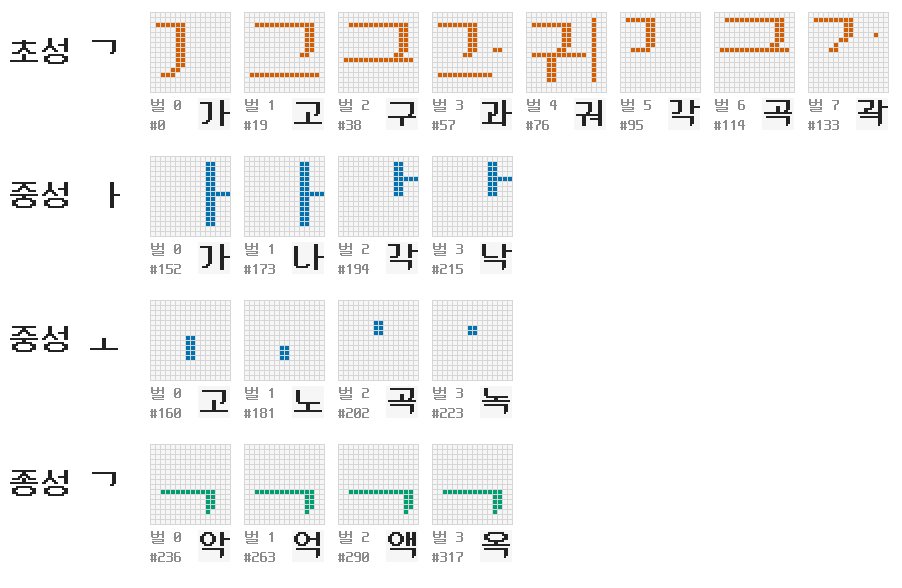 초성 ㄱ
벌 0 벌 1 벌 2 벌 3 벌 4 벌 5 벌 6 벌 7
#0 가 #19 고 #38 구 #57 과 #76 궈 #95 각 #114 곡 #133 곽
중성 ㅏ
벌 0 벌 1 벌 2 벌 3
#152 가 #173 나 #194 각 #215 낙
중성 ㅗ
벌 0 벌 1 벌 2 벌 3
#160 고 #181 노 #202 곡 #223 녹
종성 ㄱ
벌 0 벌 1 벌 2 벌 3
#236 악 #263 억 #290 액 #317 옥